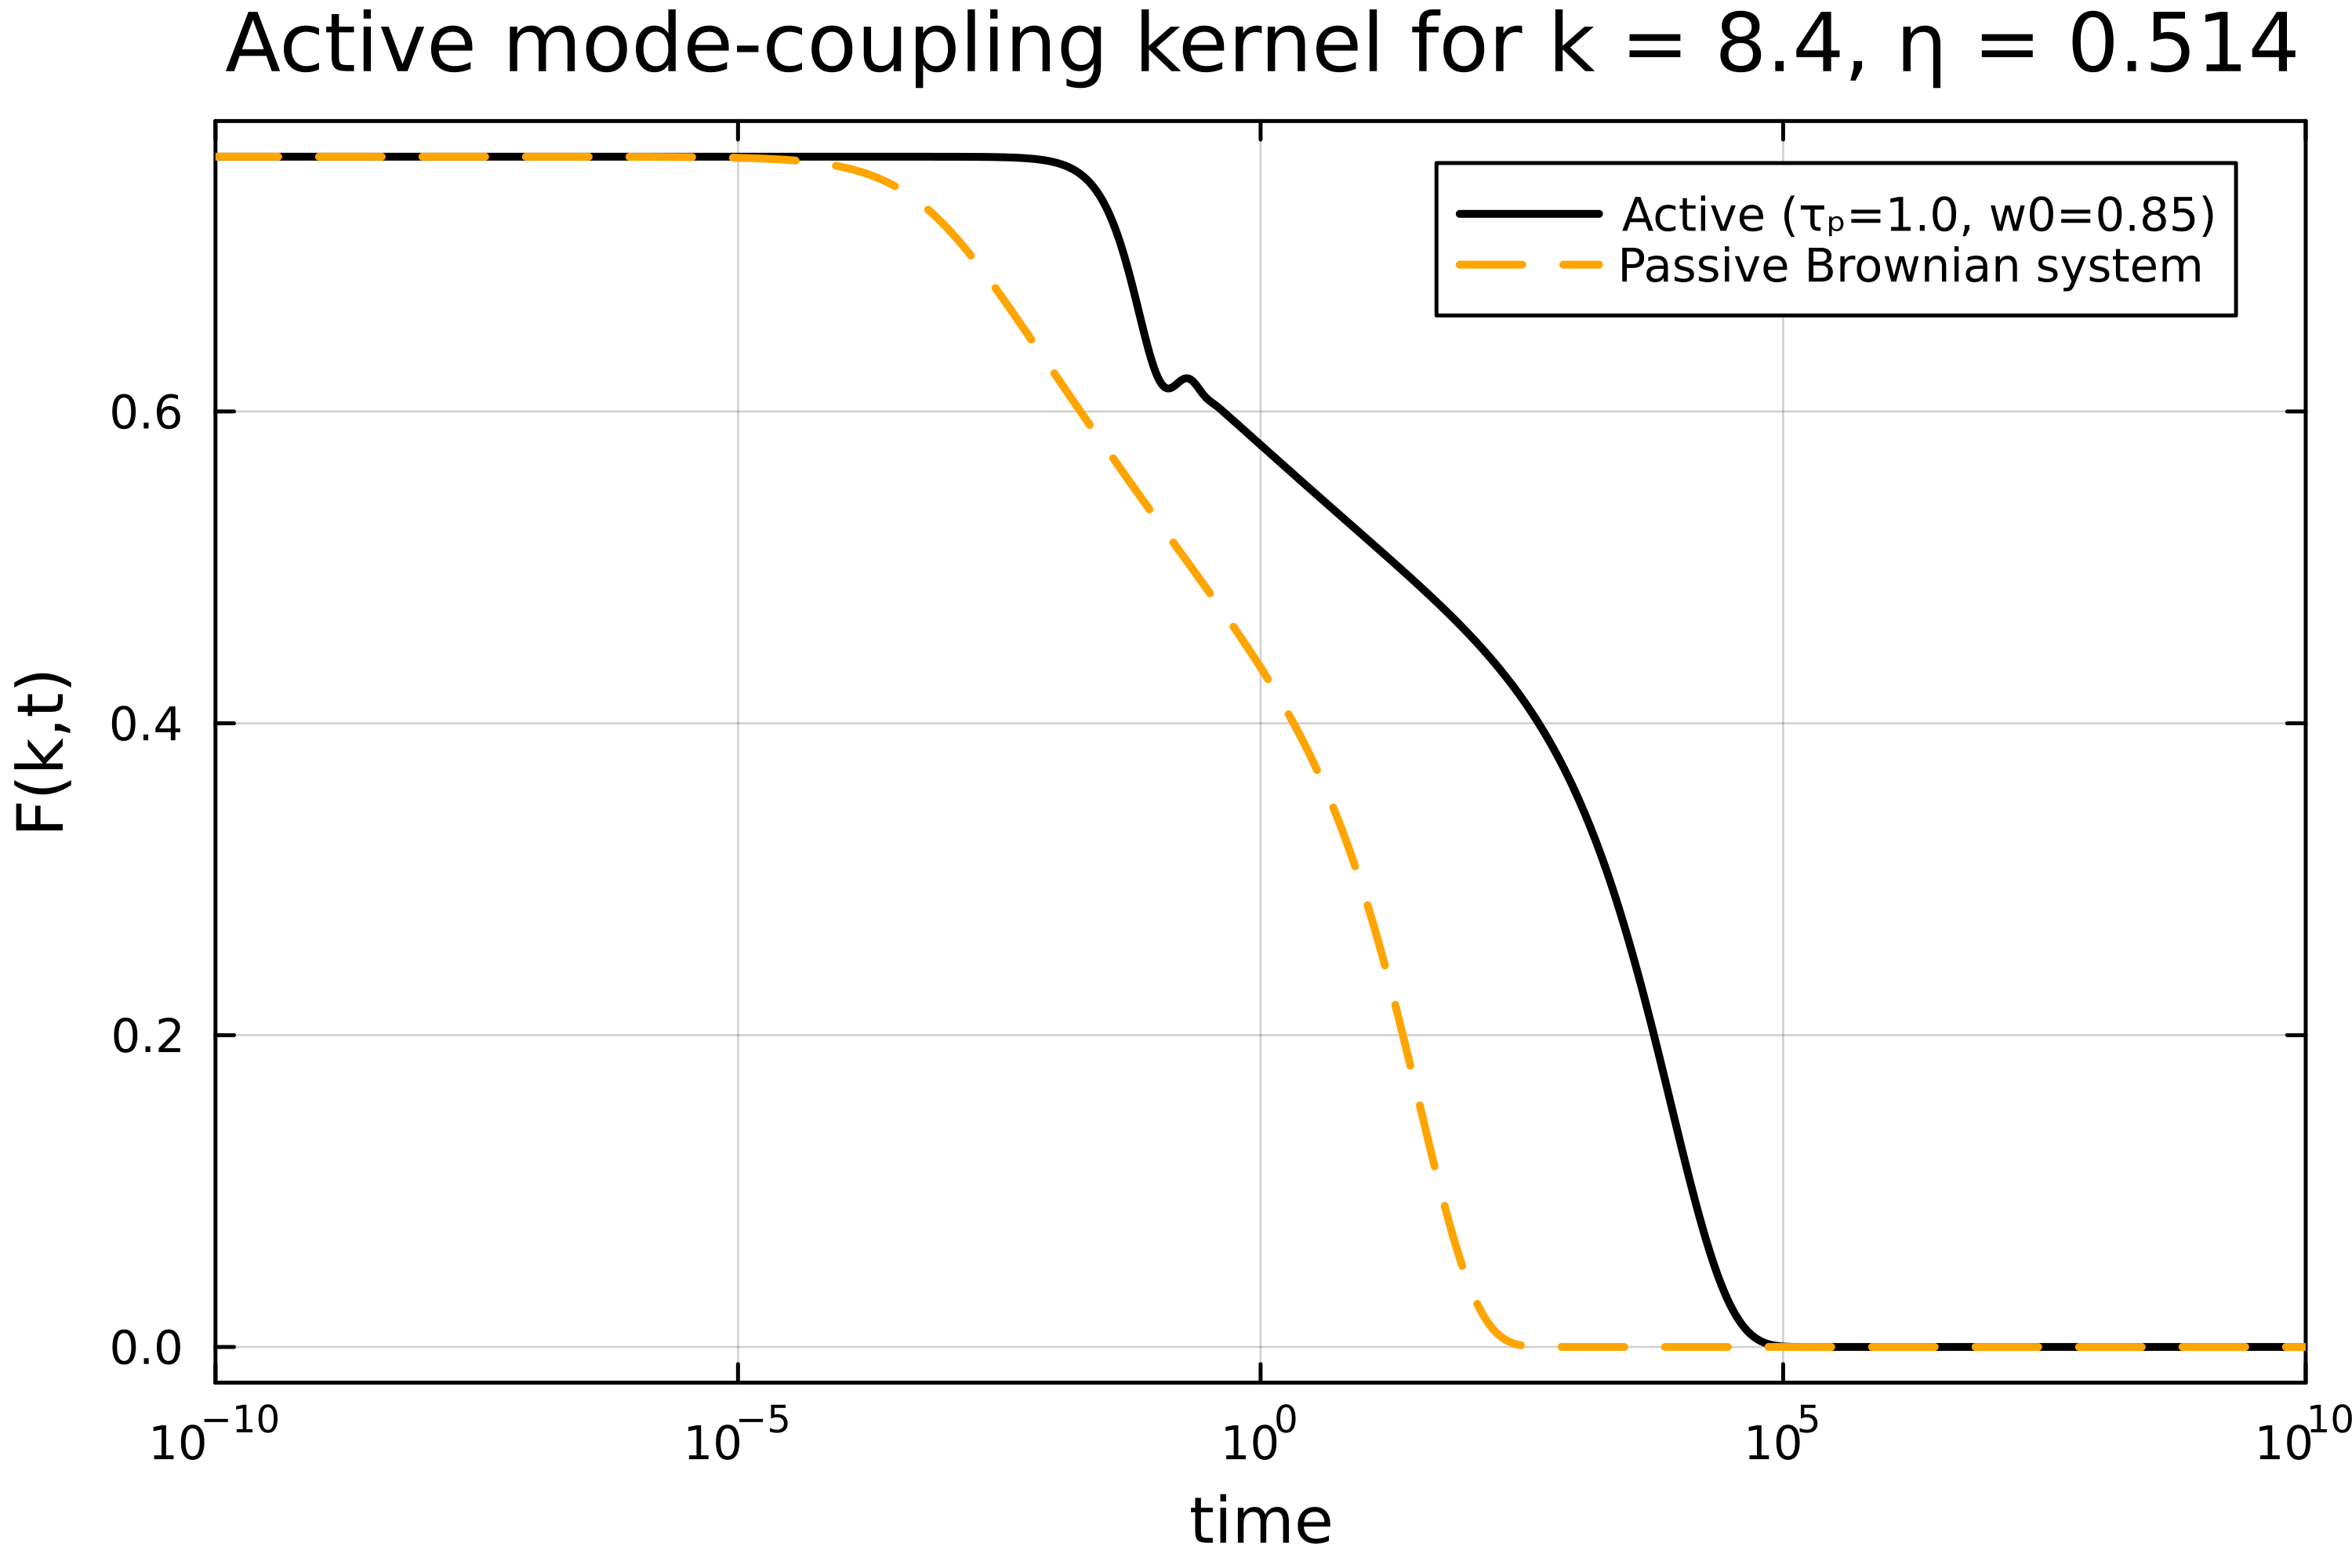 Active mode-coupling kernel for k = 8.4, η = 0.514
Active (τₚ=1.0, w0=0.85)
Passive Brownian system
F(k,t)
0.6
0.4
0.2
0.0
10⁻¹⁰
10⁻⁵
10⁰
10⁵
10¹⁰
time